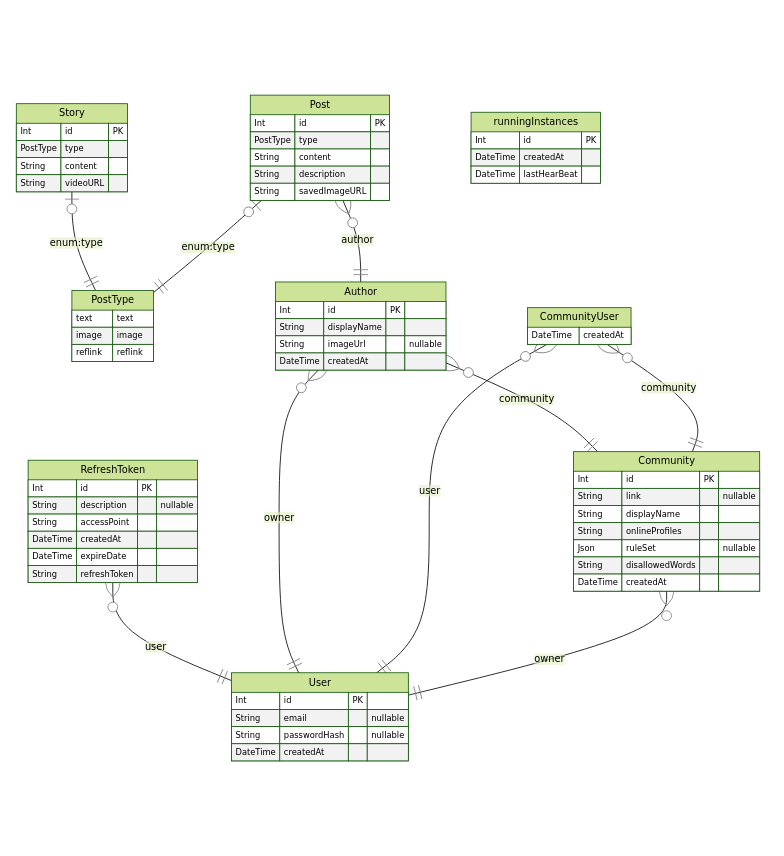 Story
Int id PK
PostType type
String content
String videoURL
Post
Int id PK
PostType type
String content
String description
String savedImageURL
runningInstances
Int id PK
DateTime createdAt
DateTime lastHearBeat
enum:type
enum:type
author
PostType
text text
image image
reflink reflink
Author
Int id PK
String displayName
String imageUrl nullable
DateTime createdAt
CommunityUser
DateTime createdAt
community
community
RefreshToken
Int id PK
String description nullable
String accessPoint
DateTime createdAt
DateTime expireDate
String refreshToken
owner
user
Community
Int id PK
String link nullable
String displayName
String onlineProfiles
Json ruleSet nullable
String disallowedWords
DateTime createdAt
user
owner
User
Int id PK
String email nullable
String passwordHash nullable
DateTime createdAt